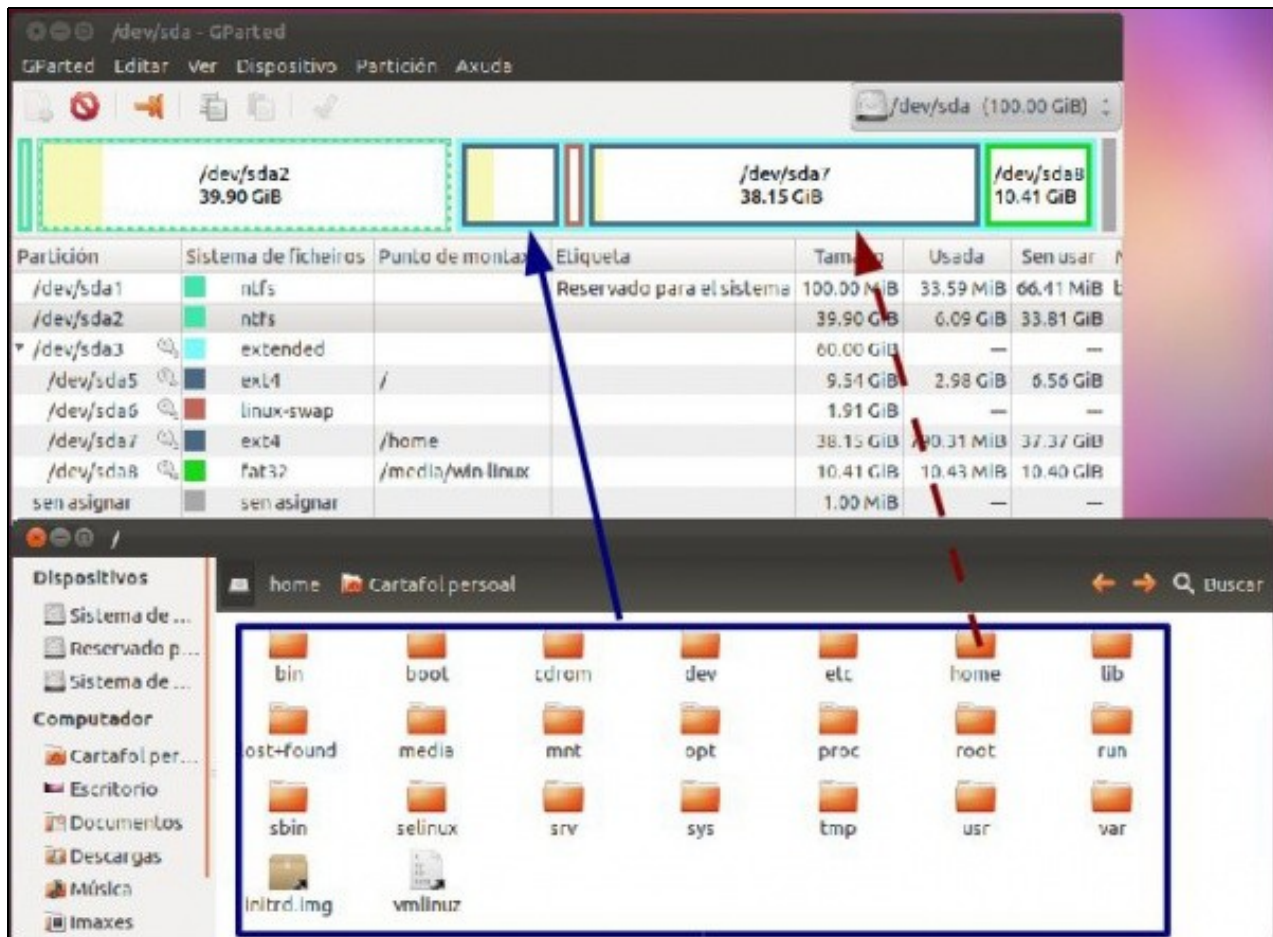 /dev/sda - GParted
GParted Editar Ver Dispositivo Partición Axuda
/dev/sda (100.00 GiB)
/dev/sda2
39.90 GiB
/dev/sda7
38.15 GiB
/dev/sda8
10.41 GiB
Partición Sistema de ficheiros Punto de montax Etiqueta Tamaño Usada Sen usar
/dev/sda1 ntfs Reservado para el sistema 100.00 MiB 33.59 MiB 66.41 MiB
/dev/sda2 ntfs 39.90 GiB 6.09 GiB 33.81 GiB
/dev/sda3 extended 60.00 GiB — —
/dev/sda5 ext4 / 9.54 GiB 2.98 GiB 6.56 GiB
/dev/sda6 linux-swap 1.91 GiB — —
/dev/sda7 ext4 /home 38.15 GiB 790.31 MiB 37.37 GiB
/dev/sda8 fat32 /media/win-linux 10.41 GiB 10.43 MiB 10.40 GiB
sen asignar sen asignar 1.00 MiB — —
/
Dispositivos
Sistema de ...
Reservado p...
Sistema de ...
Computador
Cartafol per...
Escritorio
Documentos
Descargas
Música
Imaxes
home Cartafol persoal Buscar
bin boot cdrom dev etc home lib
lost+found media mnt opt proc root run
sbin selinux srv sys tmp usr var
initrd.img vmlinuz